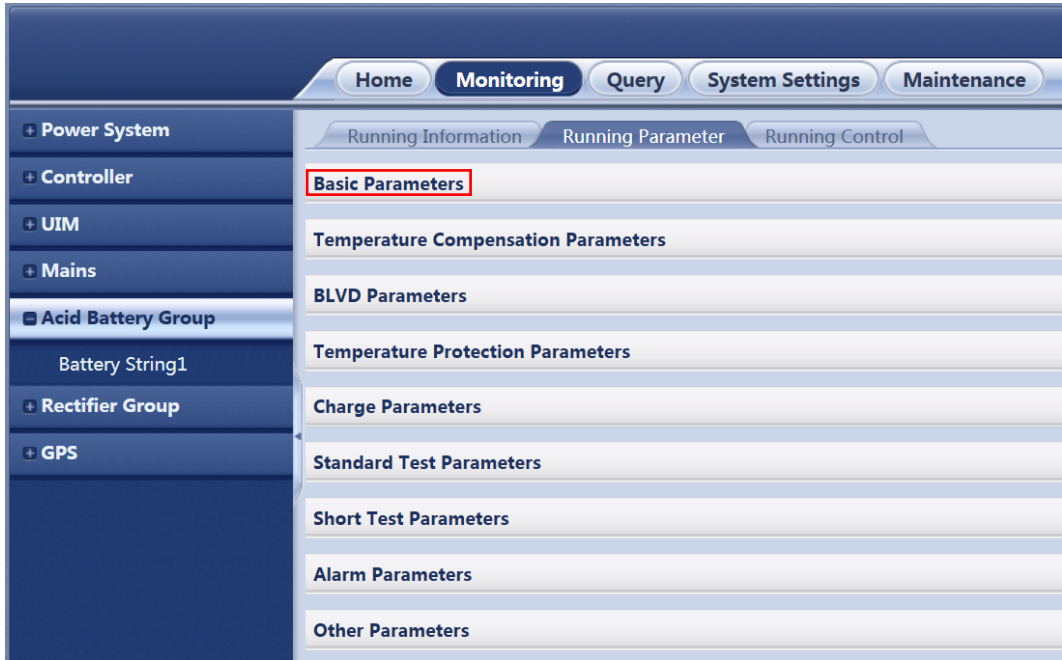 Home Monitoring Query System Settings Maintenance
Power System
Controller
UIM
Mains
Acid Battery Group
Battery String1
Rectifier Group
GPS
Running Information Running Parameter Running Control
Basic Parameters
Temperature Compensation Parameters
BLVD Parameters
Temperature Protection Parameters
Charge Parameters
Standard Test Parameters
Short Test Parameters
Alarm Parameters
Other Parameters